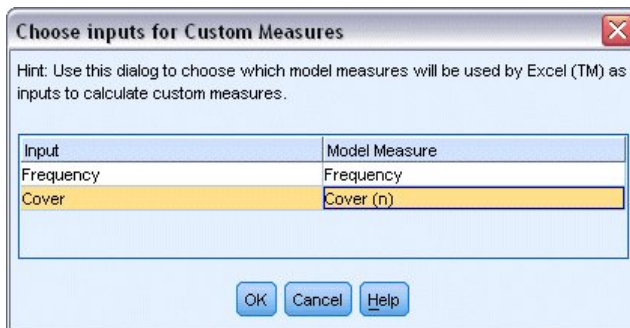 Choose inputs for Custom Measures
Hint: Use this dialog to choose which model measures will be used by Excel (TM) as
inputs to calculate custom measures.
Input Model Measure
Frequency Frequency
Cover Cover (n)
OK Cancel Help